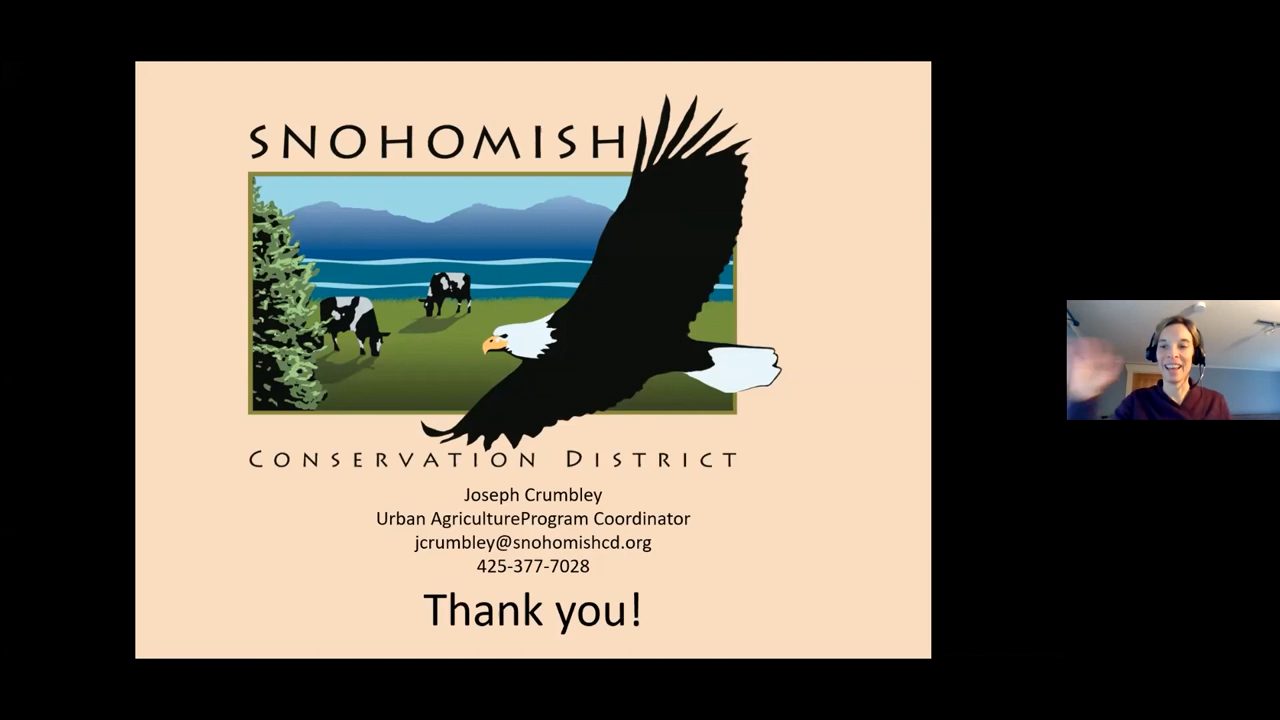 SNOHOMISH
CONSERVATION DISTRICT
Joseph Crumbley
Urban AgricultureProgram Coordinator
jcrumbley@snohomishcd.org
425-377-7028
Thank you!